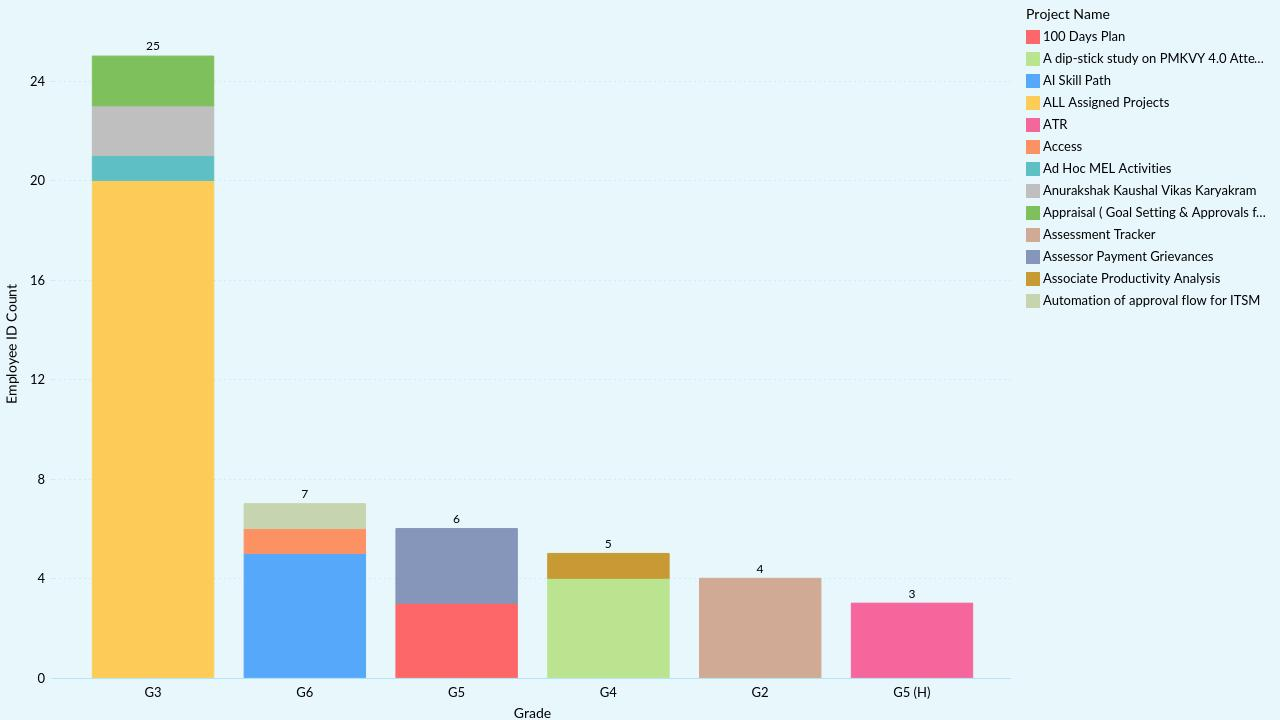 Project Name
100 Days Plan
A dip-stick study on PMKVY 4.0 Atte...
AI Skill Path
ALL Assigned Projects
ATR
Access
Ad Hoc MEL Activities
Anurakshak Kaushal Vikas Karyakram
Appraisal ( Goal Setting & Approvals f...
Assessment Tracker
Assessor Payment Grievances
Associate Productivity Analysis
Automation of approval flow for ITSM
Employee ID Count
24
20
16
12
8
4
0
25
7
6
5
4
3
G3 G6 G5 G4 G2 G5 (H)
Grade